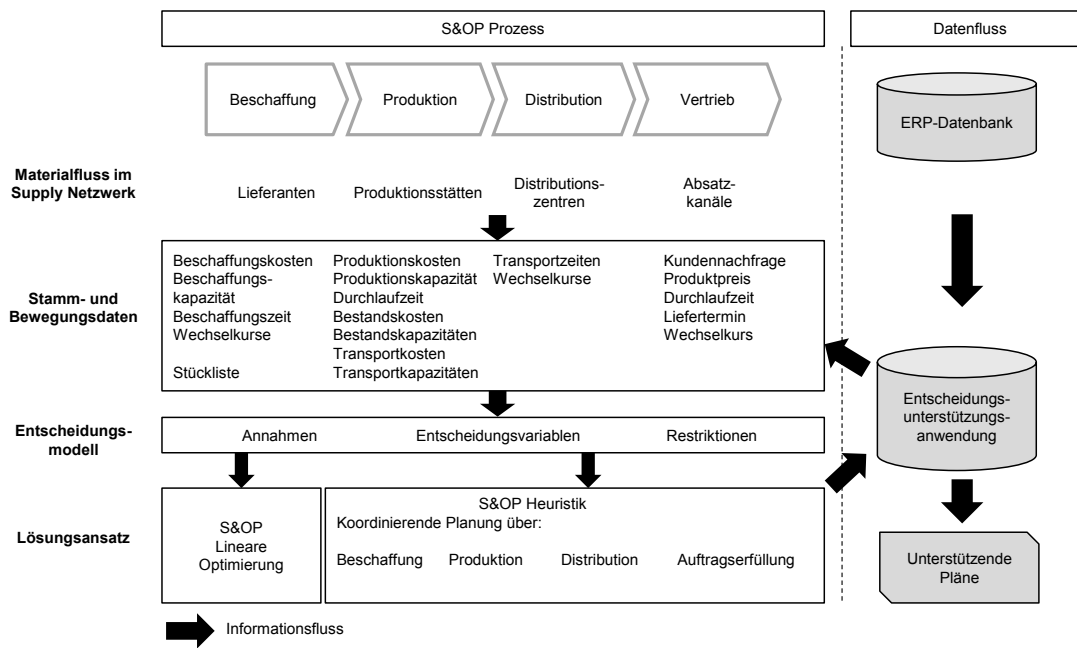 S&OP Prozess
Datenfluss
Beschaffung
Produktion
Distribution
Vertrieb
ERP-Datenbank
Materialfluss im
Supply Netzwerk
Lieferanten
Produktionsstätten
Distributions-
zentren
Absatz-
kanäle
Stamm- und
Bewegungsdaten
Beschaffungskosten
Beschaffungs-
kapazität
Beschaffungszeit
Wechselkurse
Stückliste
Produktionskosten
Produktionskapazität
Durchlaufzeit
Bestandskosten
Bestandskapazitäten
Transportkosten
Transportkapazitäten
Transportzeiten
Wechselkurse
Kundennachfrage
Produktpreis
Durchlaufzeit
Liefertermin
Wechselkurs
Entscheidungs-
unterstützungs-
anwendung
Entscheidungs-
modell
Annahmen
Entscheidungsvariablen
Restriktionen
Lösungsansatz
S&OP
Lineare
Optimierung
S&OP Heuristik
Koordinierende Planung über:
Beschaffung
Produktion
Distribution
Auftragserfüllung
Unterstützende
Pläne
Informationsfluss